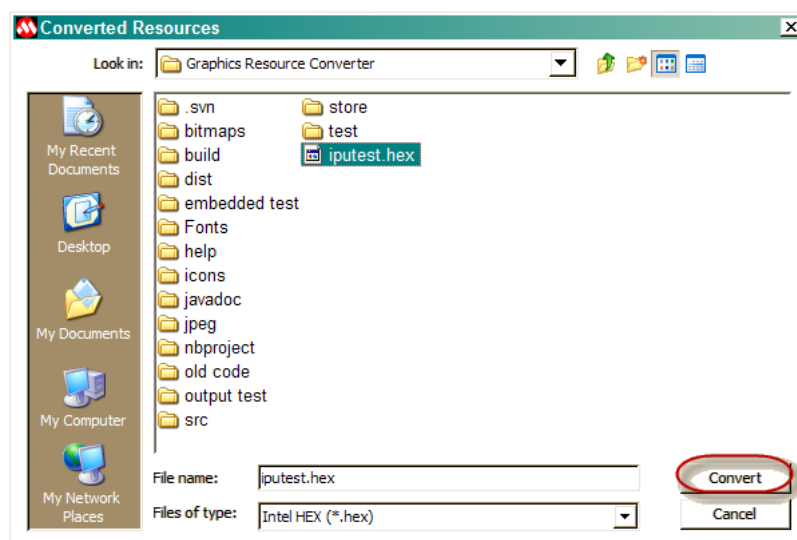 Converted Resources
Look in:
Graphics Resource Converter
My Recent
Documents
Desktop
My Documents
My Computer
My Network
Places
.svn
bitmaps
build
dist
embedded test
Fonts
help
icons
javadoc
jpeg
nbproject
old code
output test
src
store
test
iputest.hex
File name:
iputest.hex
Convert
Files of type:
Intel HEX (*.hex)
Cancel